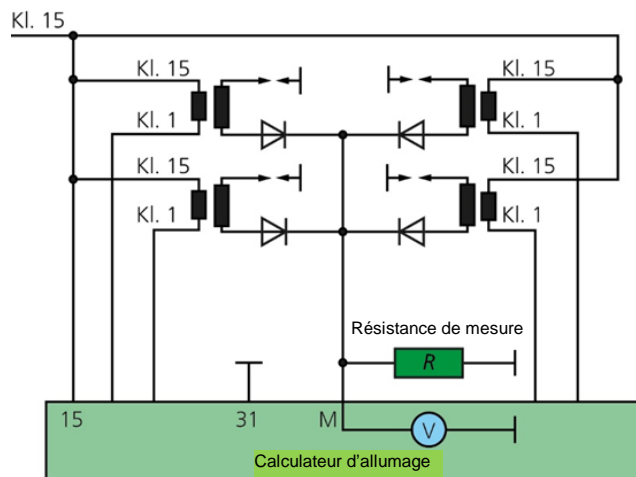 Kl. 15
Kl. 15
Kl. 15
Kl. 1
Kl. 1
Kl. 15
Kl. 15
Kl. 1
Kl. 1
Résistance de mesure
R
15
31
M
V
Calculateur d'allumage